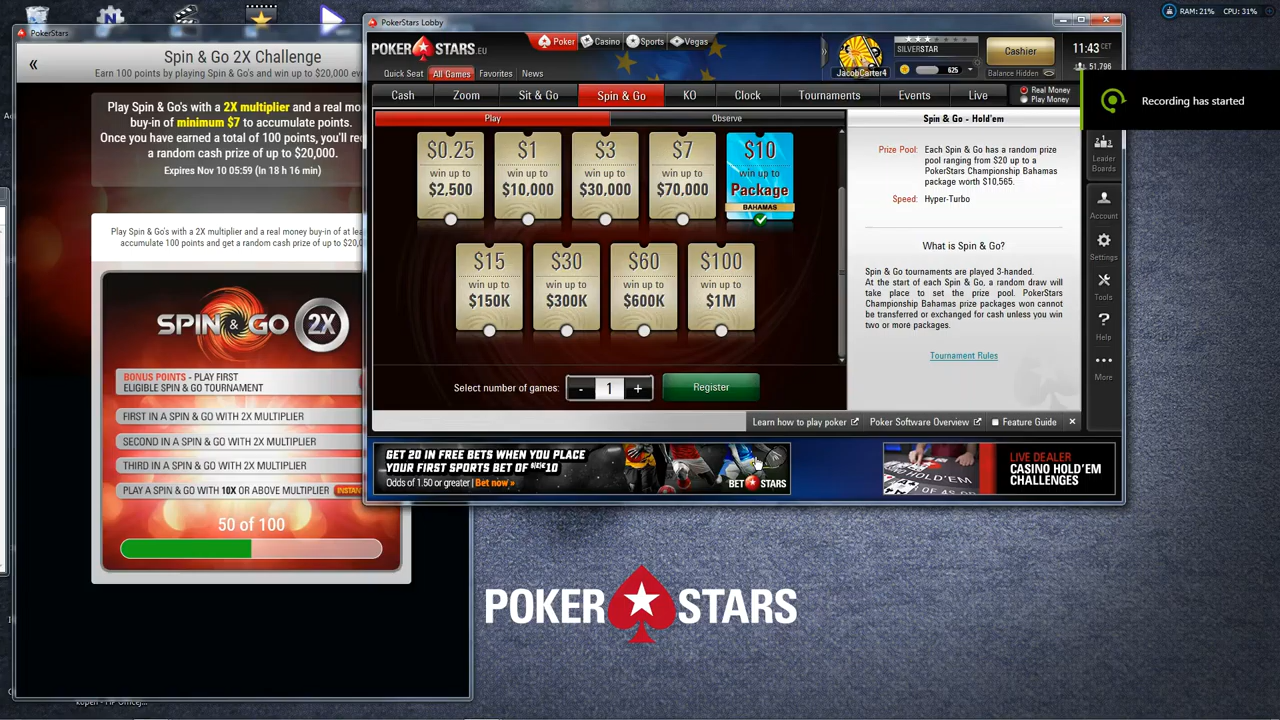 PokerStars
«
Spin & Go 2X Challenge
Earn 100 points by playing Spin & Go's and win up to $20,000 ev
Play Spin & Go's with a 2X multiplier and a real mo
buy-in of minimum $7 to accumulate points.
Once you have earned a total of 100 points, you'll re
a random cash prize of up to $20,000.
Expires Nov 10 05:59 (In 18 h 16 min)
Play Spin & Go's with a 2X multiplier and a real money buy-in of at lea
accumulate 100 points and get a random cash prize of up to $20,00
SPIN & GO 2X
BONUS POINTS - PLAY FIRST
ELIGIBLE SPIN & GO TOURNAMENT
FIRST IN A SPIN & GO WITH 2X MULTIPLIER
SECOND IN A SPIN & GO WITH 2X MULTIPLIER
THIRD IN A SPIN & GO WITH 2X MULTIPLIER
PLAY A SPIN & GO WITH 10X OR ABOVE MULTIPLIER INSTAN
50 of 100
PokerStars Lobby
POKERSTARS.EU
Poker Casino Sports Vegas
JacobCarter4
SILVERSTAR
625
Cashier
Balance Hidden
11:43 CET
51,796
Quick Seat All Games Favorites News
Cash Zoom Sit & Go Spin & Go KO Clock Tournaments Events Live
Real Money
Play Money
Play Observe
$0.25 win up to $2,500
$1 win up to $10,000
$3 win up to $30,000
$7 win up to $70,000
$10 win up to Package BAHAMAS
$15 win up to $150K
$30 win up to $300K
$60 win up to $600K
$100 win up to $1M
Select number of games: - 1 + Register
Spin & Go - Hold'em
Prize Pool: Each Spin & Go has a random prize
pool ranging from $20 up to a
PokerStars Championship Bahamas
package worth $10,565.
Speed: Hyper-Turbo
What is Spin & Go?
Spin & Go tournaments are played 3-handed.
At the start of each Spin & Go, a random draw will
take place to set the prize pool. PokerStars
Championship Bahamas prize packages won cannot
be transferred or exchanged for cash unless you win
two or more packages.
Tournament Rules
Leader
Boards
Account
Settings
Tools
Help
More
Learn how to play poker Poker Software Overview Feature Guide
GET 20 IN FREE BETS WHEN YOU PLACE
YOUR FIRST SPORTS BET OF $/£/€ 10
Odds of 1.50 or greater | Bet now »
BETSTARS
LIVE DEALER
CASINO HOLD'EM
CHALLENGES
RAM: 21% CPU: 31%
Recording has started
POKERSTARS